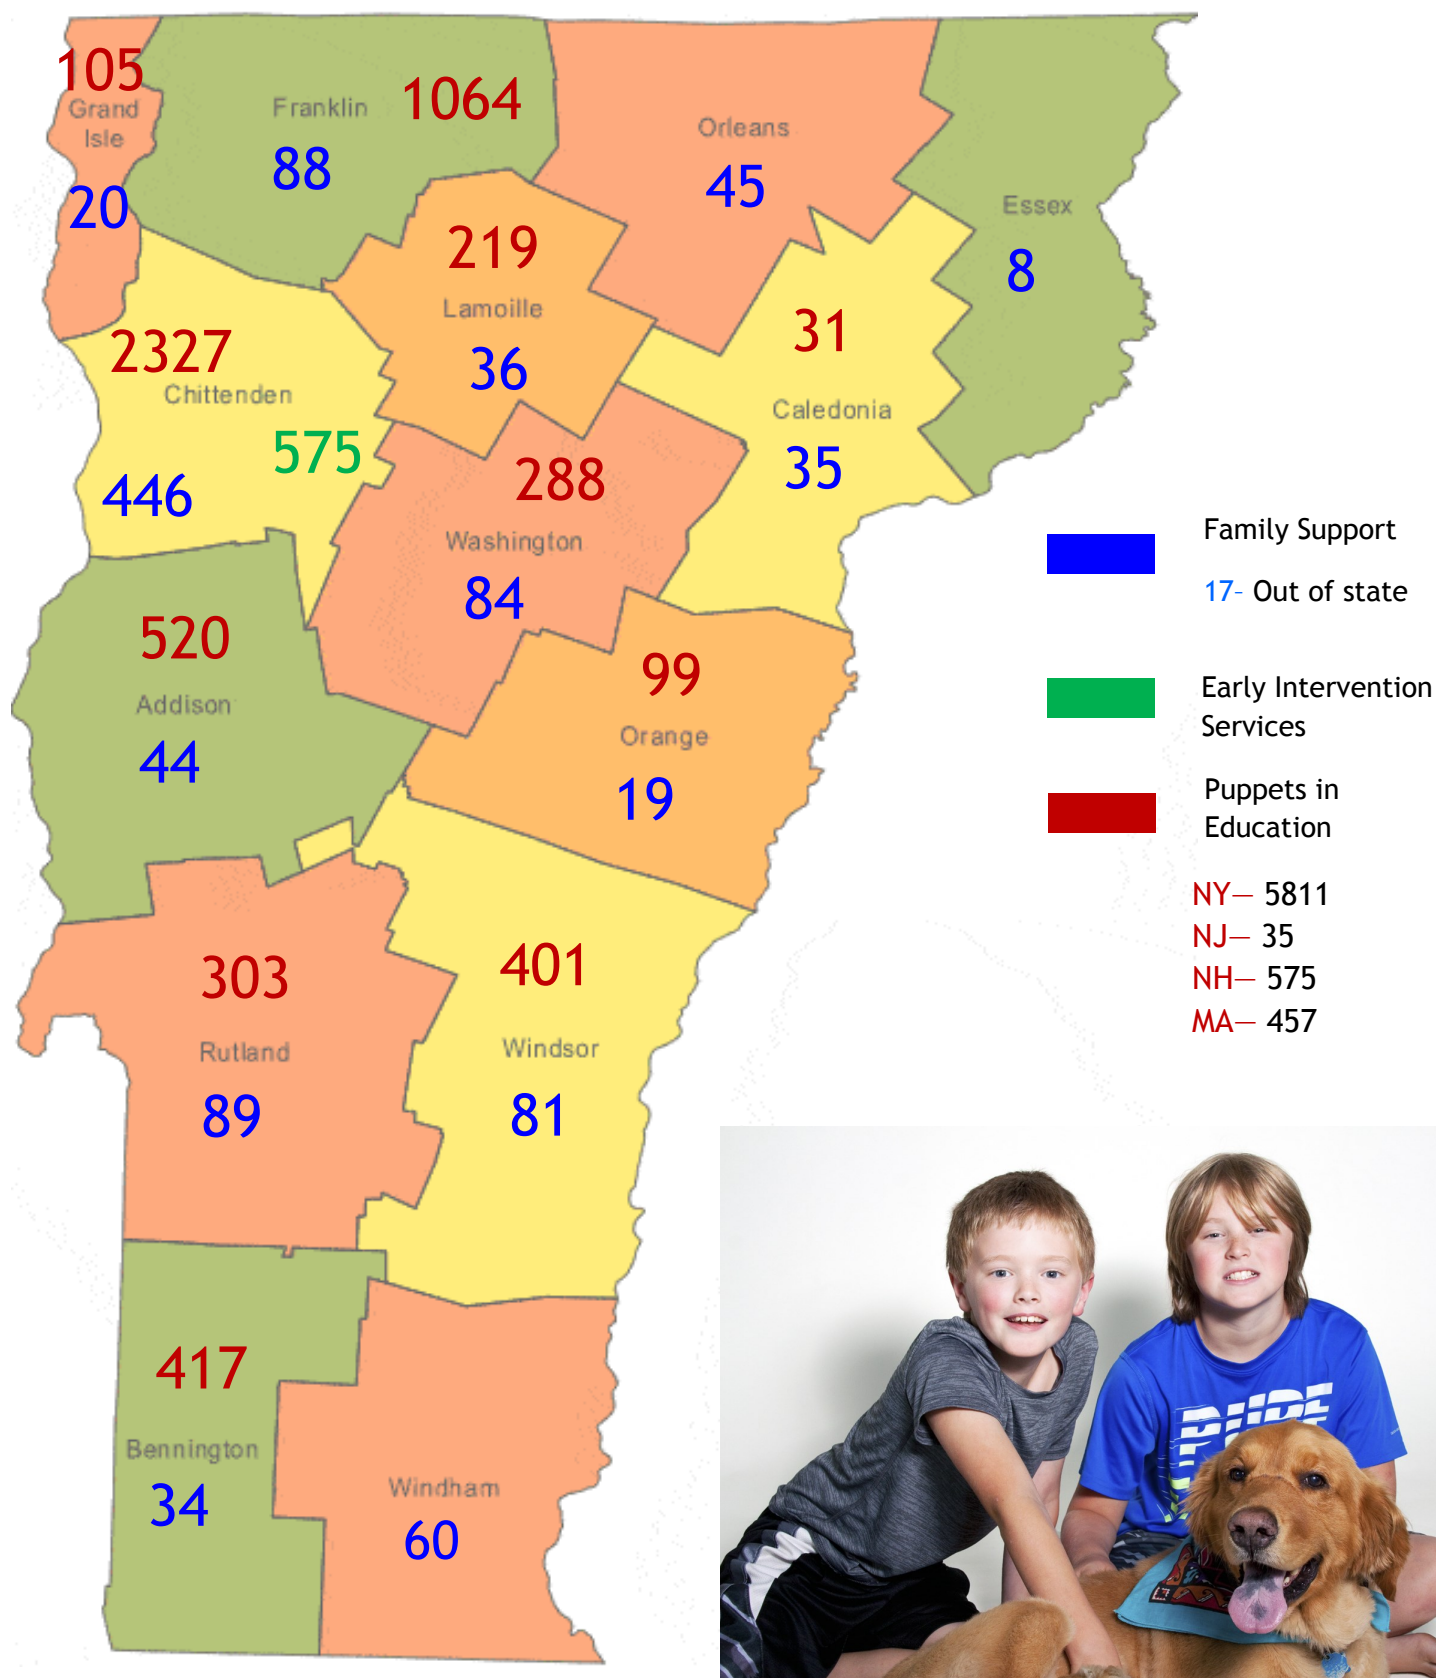 105
Grand
Isle
20
Franklin
1064
88
Orleans
45
Essex
8
219
Lamoille
36
2327
Chittenden
575
446
31
Caledonia
35
288
Washington
84
520
Addison
44
99
Orange
19
303
Rutland
89
401
Windsor
81
417
Bennington
34
Windham
60
Family Support
17- Out of state
Early Intervention
Services
Puppets in
Education
NY— 5811
NJ— 35
NH— 575
MA— 457